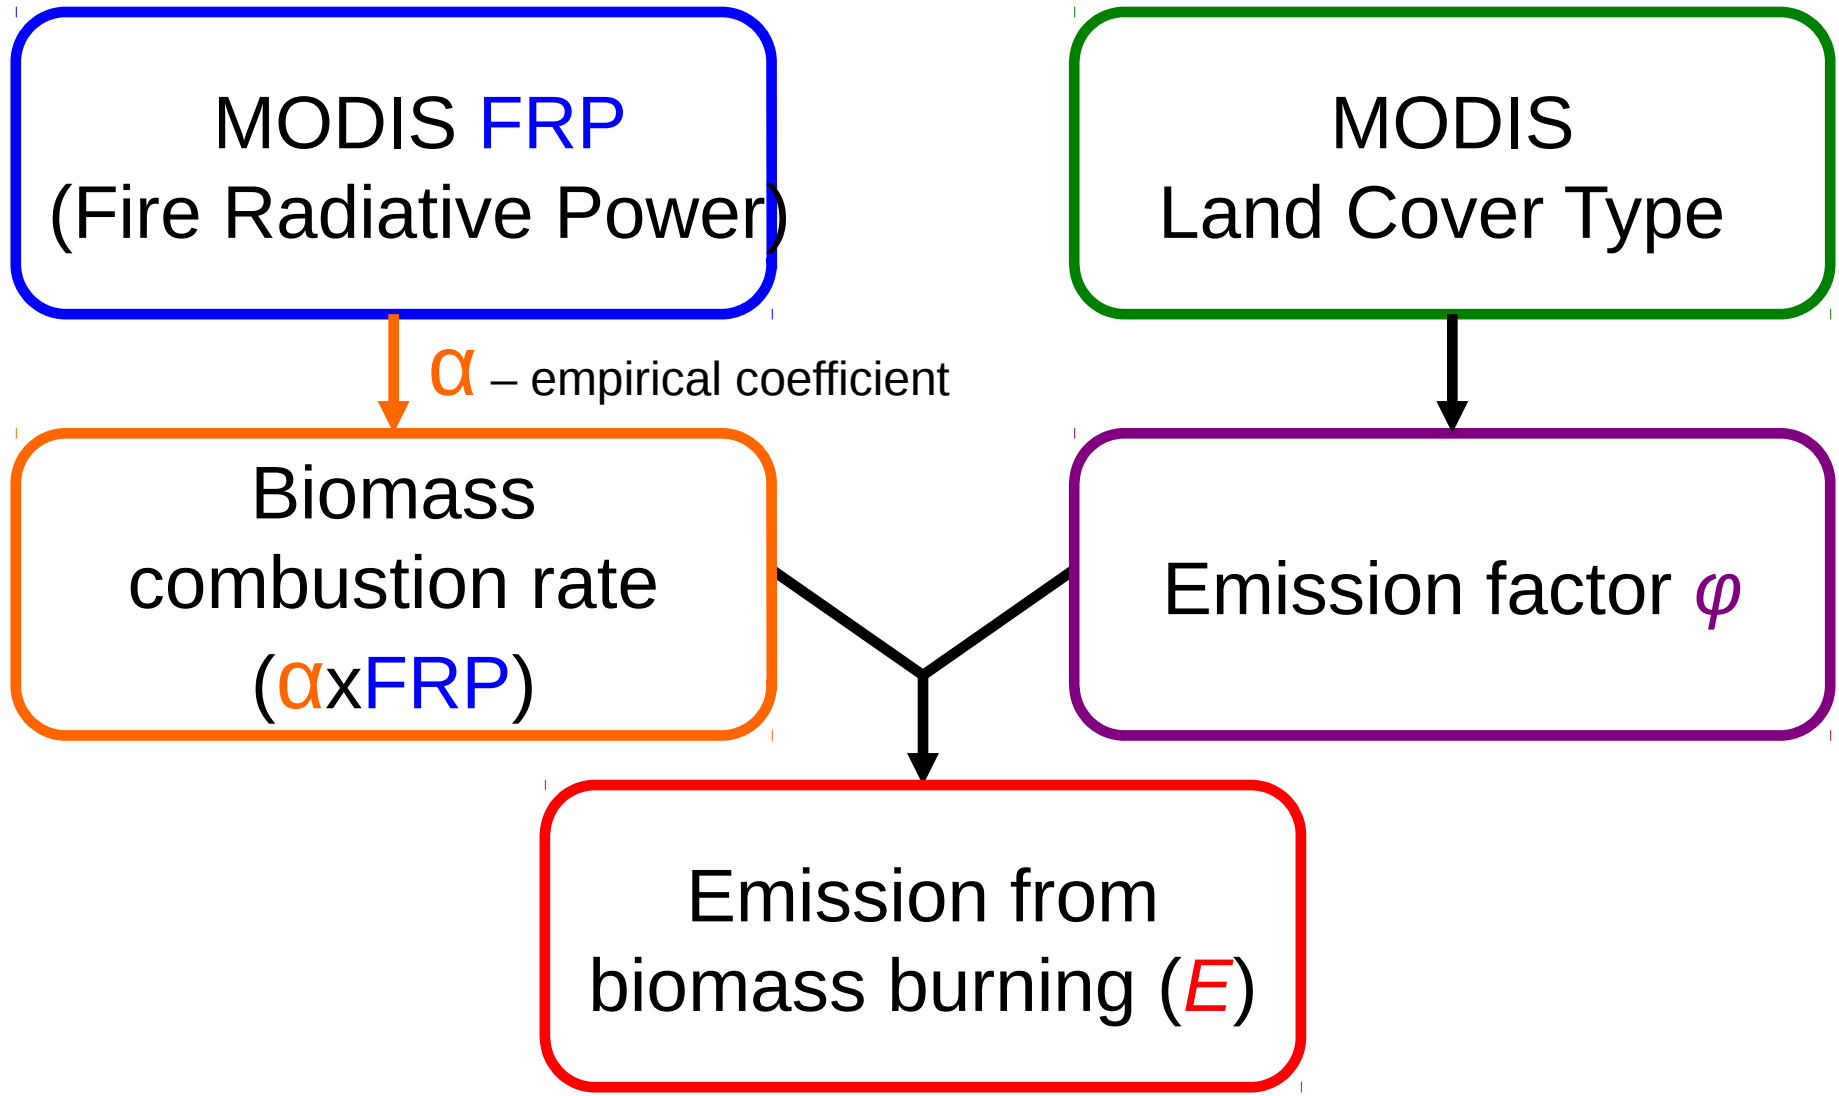 MODIS FRP
(Fire Radiative Power)
MODIS
Land Cover Type
α – empirical coefficient
Biomass
combustion rate
(αxFRP)
Emission factor φ
Emission from
biomass burning (E)